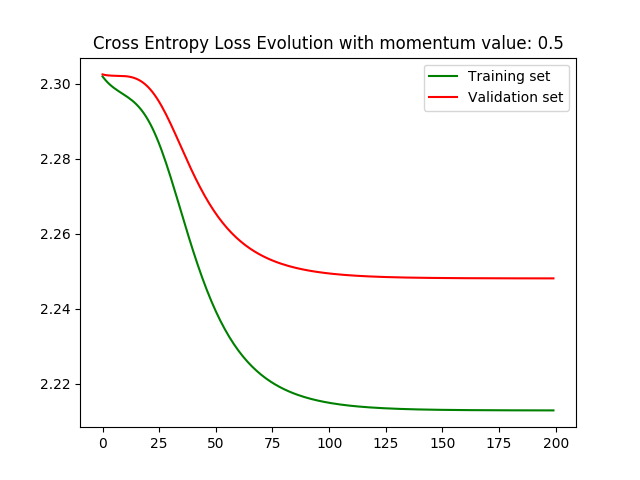 Cross Entropy Loss Evolution with momentum value: 0.5
Training set
Validation set
2.30
2.28
2.26
2.24
2.22
0 25 50 75 100 125 150 175 200